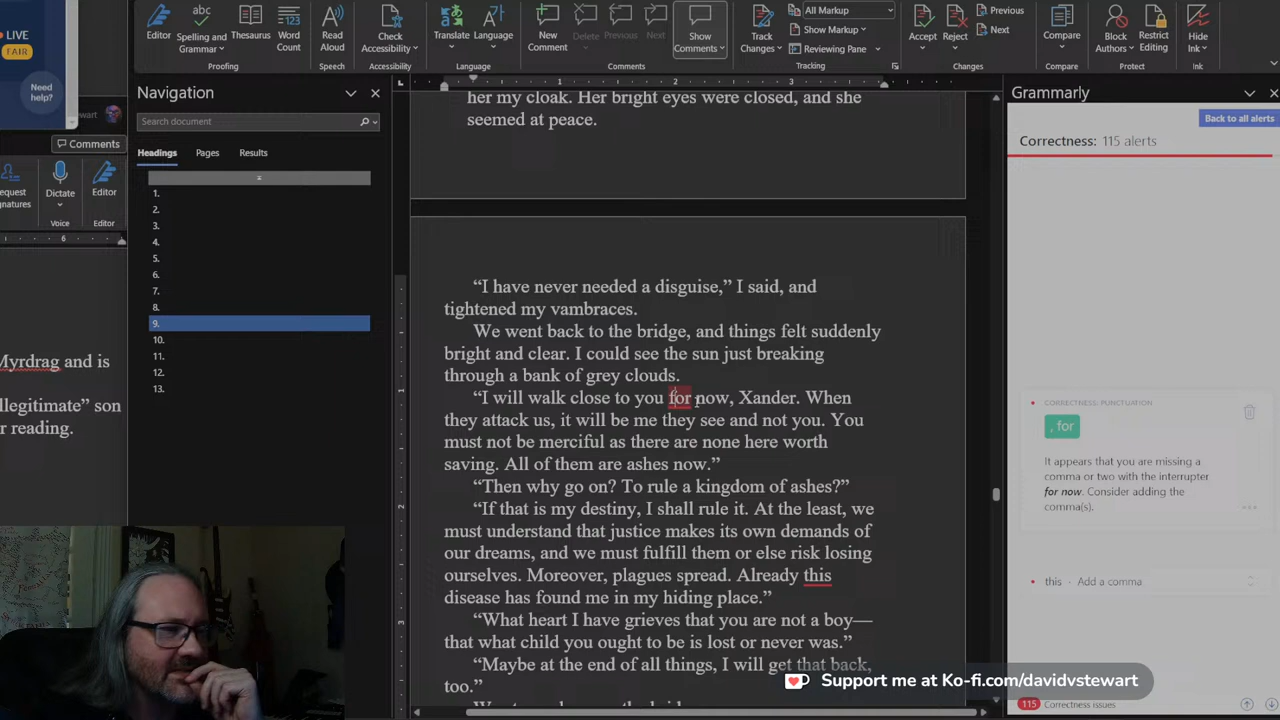 LIVE
FAIR
Need help?
Comments
Dictate
Editor
Voice
Editor
6
Myrdrag and is
llegitimate” son
r reading.
Editor
Spelling and Grammar
Thesaurus
Word Count
Read Aloud
Check Accessibility
Translate
Language
New Comment
Delete
Previous
Next
Show Comments
Track Changes
All Markup
Show Markup
Reviewing Pane
Accept
Reject
Previous
Next
Compare
Block Authors
Restrict Editing
Hide Ink
Proofing
Speech
Accessibility
Language
Comments
Tracking
Changes
Compare
Protect
Ink
Navigation
Search document
Headings
Pages
Results
1.
2.
3.
4.
5.
6.
7.
8.
9.
10.
11.
12.
13.
1
2
3
her my cloak. Her bright eyes were closed, and she
seemed at peace.
“I have never needed a disguise,” I said, and
tightened my vambraces.
We went back to the bridge, and things felt suddenly
bright and clear. I could see the sun just breaking
through a bank of grey clouds.
“I will walk close to you for now, Xander. When
they attack us, it will be me they see and not you. You
must not be merciful as there are none here worth
saving. All of them are ashes now.”
“Then why go on? To rule a kingdom of ashes?”
“If that is my destiny, I shall rule it. At the least, we
must understand that justice makes its own demands of
our dreams, and we must fulfill them or else risk losing
ourselves. Moreover, plagues spread. Already this
disease has found me in my hiding place.”
“What heart I have grieves that you are not a boy—
that what child you ought to be is lost or never was.”
“Maybe at the end of all things, I will get that back,
too.”
Grammarly
Back to all alerts
Correctness: 115 alerts
CORRECTNESS: PUNCTUATION
, for
It appears that you are missing a
comma or two with the interrupter
for now. Consider adding the
comma(s).
this · Add a comma
115 Correctness issues
Support me at Ko-fi.com/davidvstewart